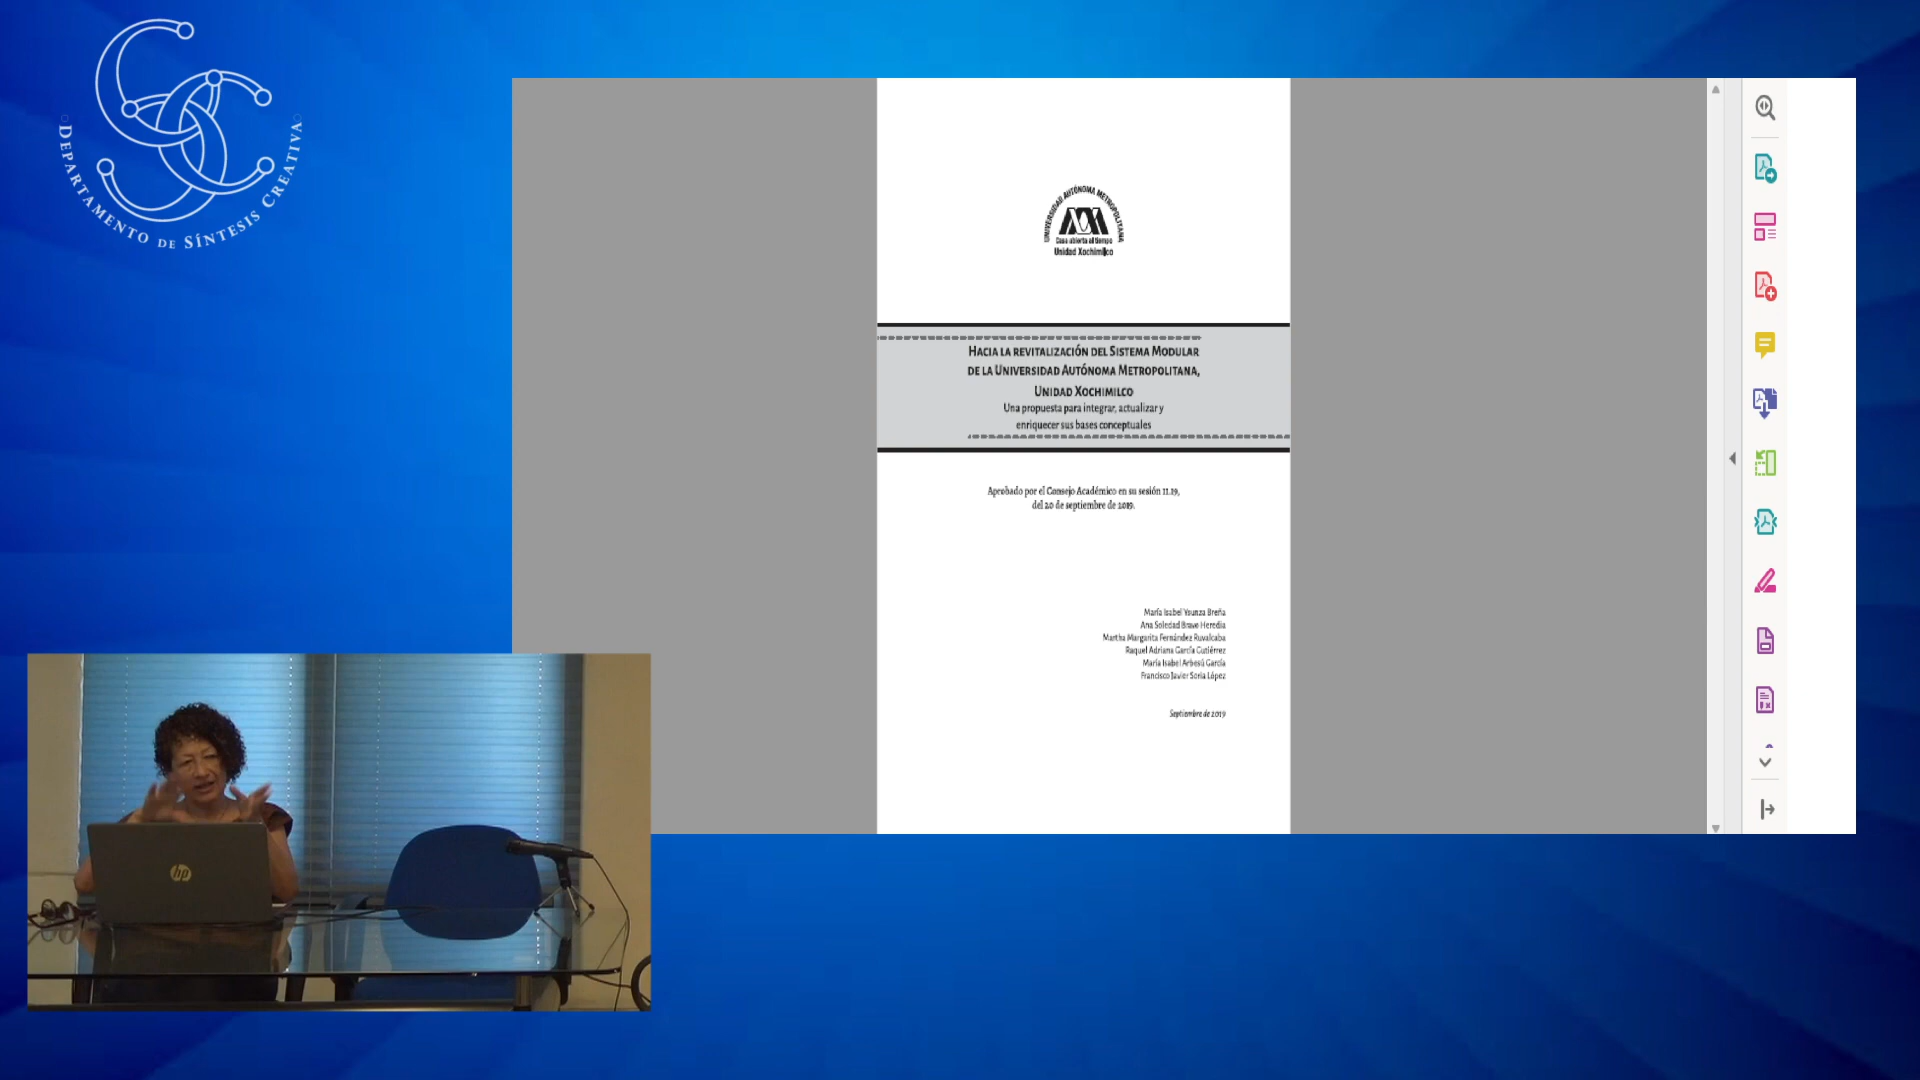 DEPARTAMENTO DE SÍNTESIS CREATIVA
UNIVERSIDAD AUTÓNOMA METROPOLITANA
Casa abierta al tiempo
Unidad Xochimilco
HACIA LA REVITALIZACIÓN DEL SISTEMA MODULAR
DE LA UNIVERSIDAD AUTÓNOMA METROPOLITANA,
UNIDAD XOCHIMILCO
Una propuesta para integrar, actualizar y
enriquecer sus bases conceptuales
Aprobado por el Consejo Académico en su sesión 11.19,
del 20 de septiembre de 2019.
María Isabel Ysunza Breña
Ana Soledad Bravo Heredia
Martha Margarita Fernández Ruvalcaba
Raquel Adriana García Gutiérrez
María Isabel Arbesú García
Francisco Javier Soria López
Septiembre de 2019
hp